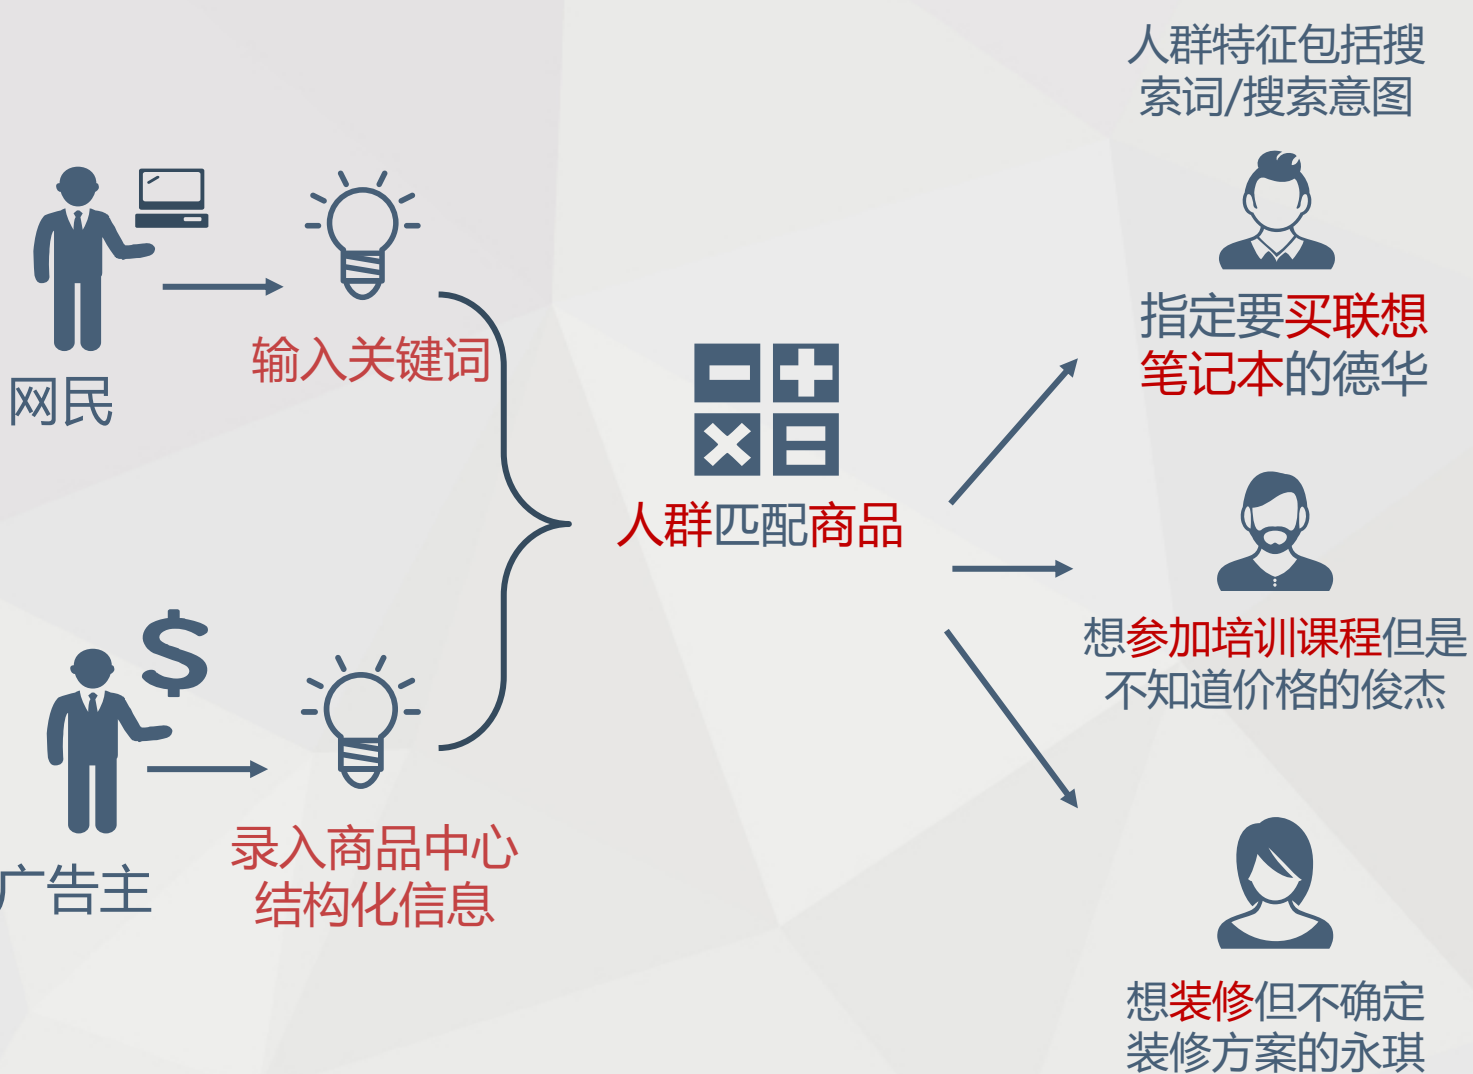 人群特征包括搜
索词/搜索意图
输入关键词
网民
指定要买联想
笔记本的德华
人群匹配商品
想参加培训课程但是
不知道价格的俊杰
录入商品中心
结构化信息
广告主
想装修但不确定
装修方案的永琪